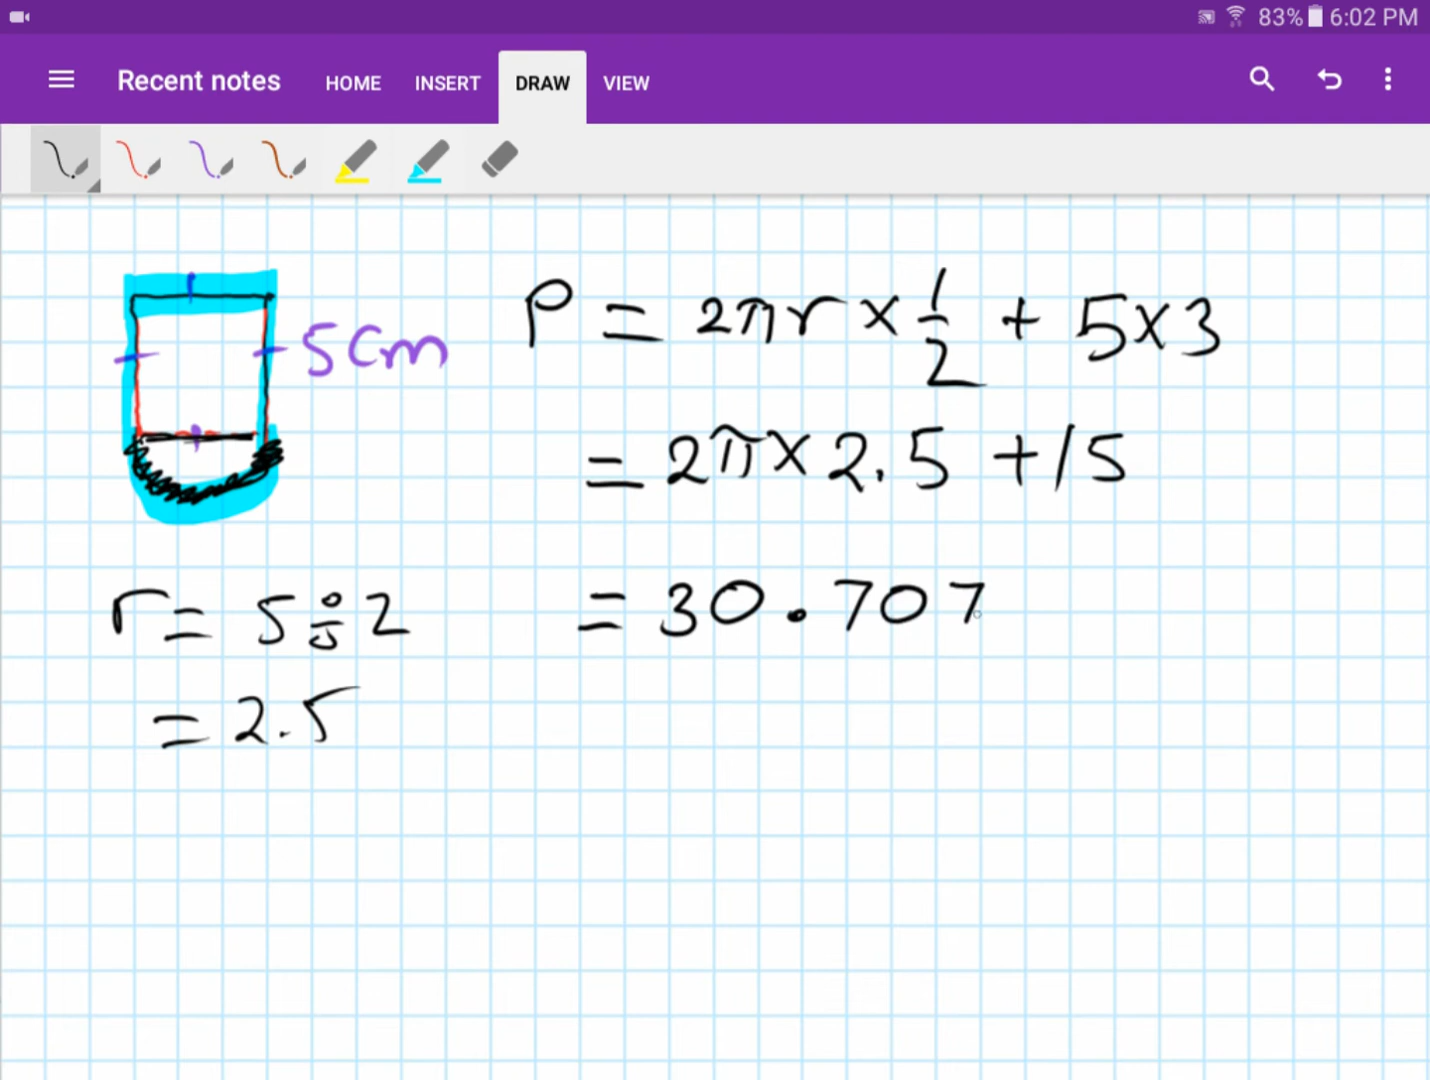 83% 6:02 PM
Recent notes HOME INSERT DRAW VIEW
5cm
P = 2πr × 1/2 + 5×3
= 2π× 2.5 +15
r = 5÷2
= 30.707
= 2.5